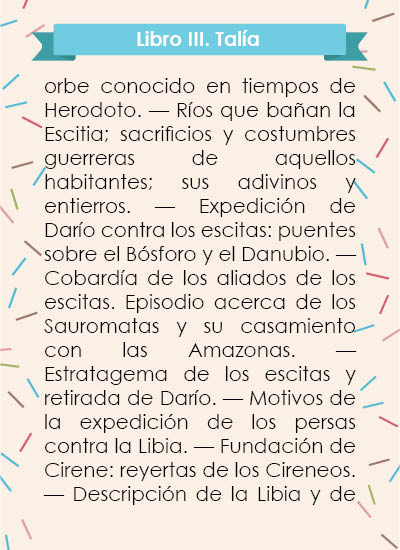 Libro III. Talía
orbe conocido en tiempos de
Herodoto. — Ríos que bañan la
Escitia; sacrificios y costumbres
guerreras de aquellos
habitantes; sus adivinos y
entierros. — Expedición de
Darío contra los escitas: puentes
sobre el Bósforo y el Danubio. —
Cobardía de los aliados de los
escitas. Episodio acerca de los
Sauromatas y su casamiento
con las Amazonas. —
Estratagema de los escitas y
retirada de Darío. — Motivos de
la expedición de los persas
contra la Libia. — Fundación de
Cirene: reyertas de los Cireneos.
— Descripción de la Libia y de